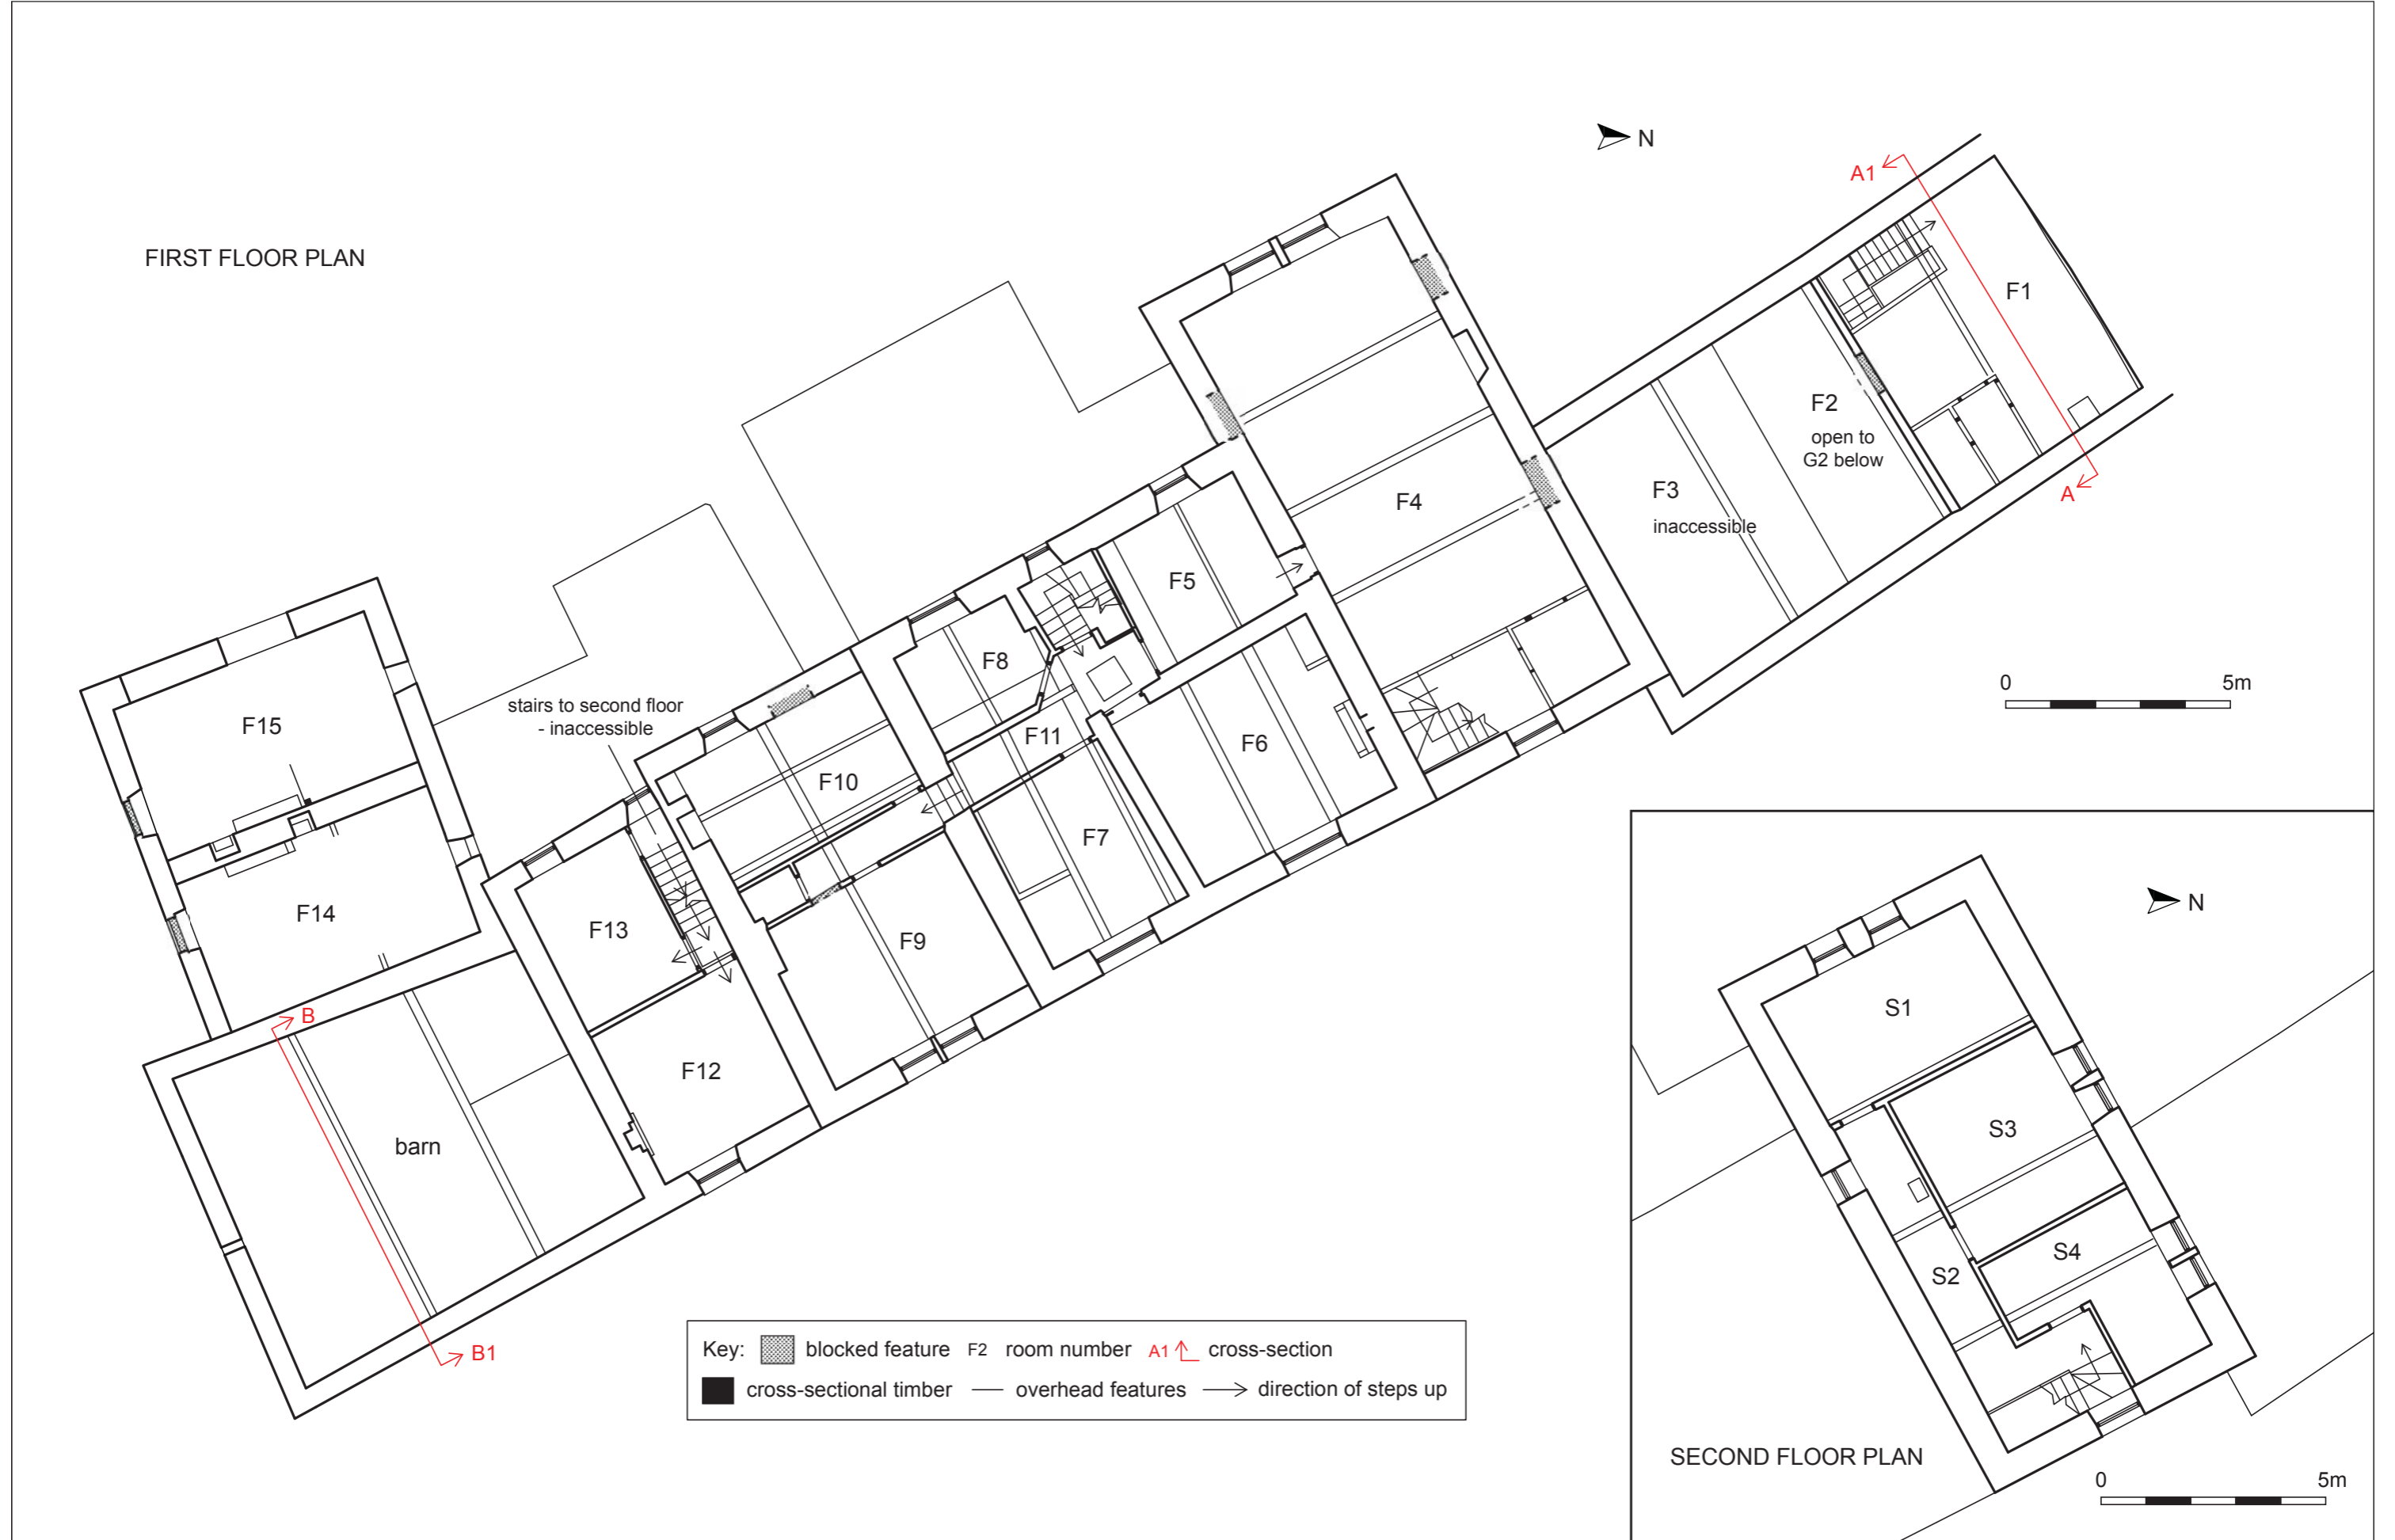 FIRST FLOOR PLAN
N
A1
F1
F2
open to
G2 below
A
F3
inaccessible
F4
0 5m
F5
F8
F6
F11
F10
F7
stairs to second floor
- inaccessible
F15
F14
F13
F9
F12
B
barn
B1
Key: blocked feature F2 room number A1 cross-section
cross-sectional timber overhead features direction of steps up
N
S1
S3
S4
S2
SECOND FLOOR PLAN
0 5m